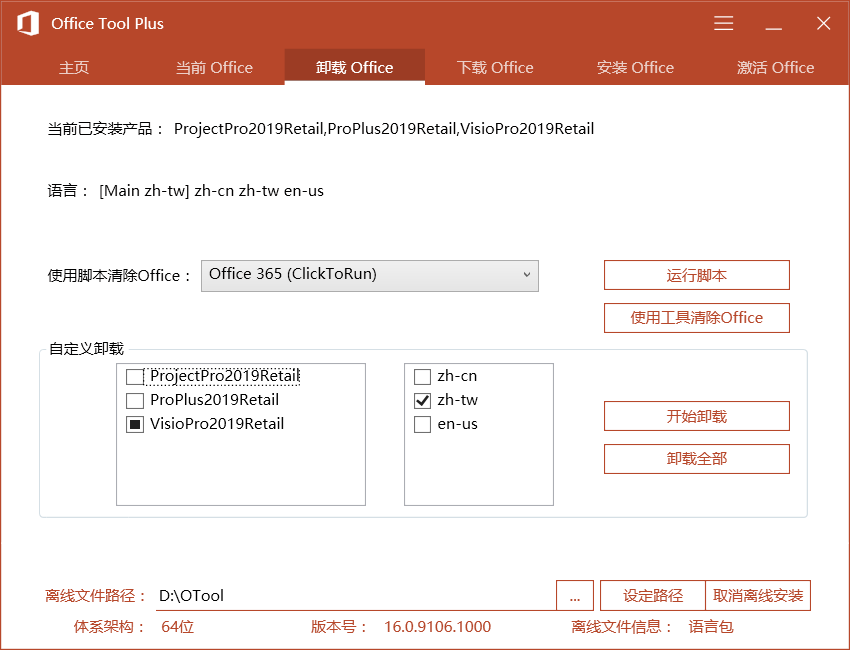 Office Tool Plus
主页 当前 Office 卸载 Office 下载 Office 安装 Office 激活 Office
当前已安装产品： ProjectPro2019Retail,ProPlus2019Retail,VisioPro2019Retail
语言： [Main zh-tw] zh-cn zh-tw en-us
使用脚本清除Office： Office 365 (ClickToRun) 运行脚本
使用工具清除Office
自定义卸载
ProjectPro2019Retail zh-cn
ProPlus2019Retail zh-tw
VisioPro2019Retail en-us
开始卸载
卸载全部
离线文件路径： D:\OTool ... 设定路径 取消离线安装
体系架构： 64位 版本号： 16.0.9106.1000 离线文件信息： 语言包